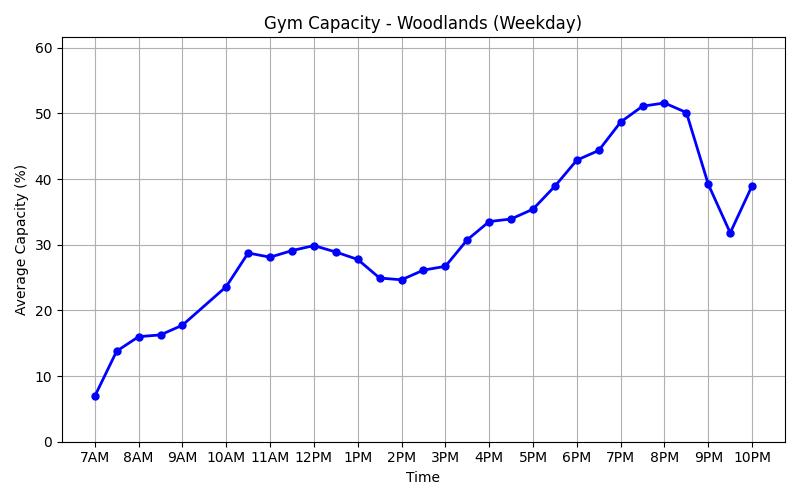 Gym Capacity - Woodlands (Weekday)
Average Capacity (%)
60
50
40
30
20
10
0
7AM 8AM 9AM 10AM 11AM 12PM 1PM 2PM 3PM 4PM 5PM 6PM 7PM 8PM 9PM 10PM
Time